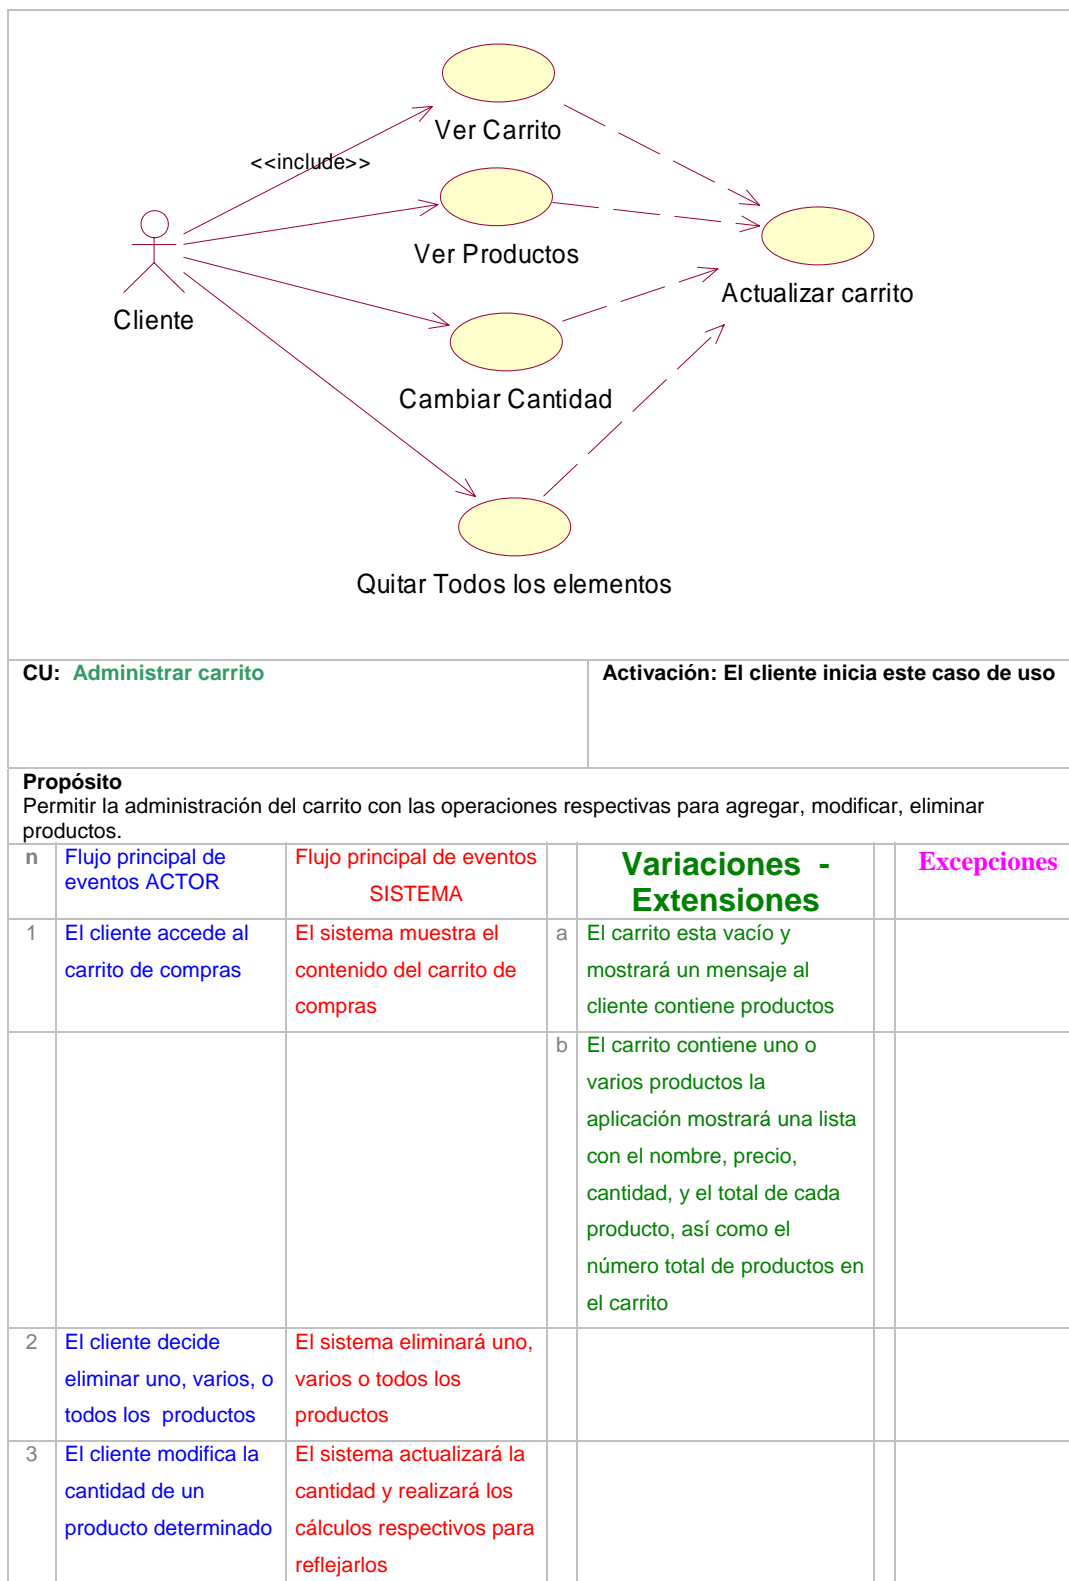 Ver Carrito
<<include>>
Ver Productos
Actualizar carrito
Cliente
Cambiar Cantidad
Quitar Todos los elementos
CU: Administrar carrito
Activación: El cliente inicia este caso de uso
Propósito
Permitir la administración del carrito con las operaciones respectivas para agregar, modificar, eliminar
productos.
n
Flujo principal de
eventos ACTOR
Flujo principal de eventos
SISTEMA
Variaciones -
Extensiones
Excepciones
1
El cliente accede al
carrito de compras
El sistema muestra el
contenido del carrito de
compras
a
El carrito esta vacío y
mostrará un mensaje al
cliente contiene productos
b
El carrito contiene uno o
varios productos la
aplicación mostrará una lista
con el nombre, precio,
cantidad, y el total de cada
producto, así como el
número total de productos en
el carrito
2
El cliente decide
eliminar uno, varios, o
todos los productos
El sistema eliminará uno,
varios o todos los
productos
3
El cliente modifica la
cantidad de un
producto determinado
El sistema actualizará la
cantidad y realizará los
cálculos respectivos para
reflejarlos